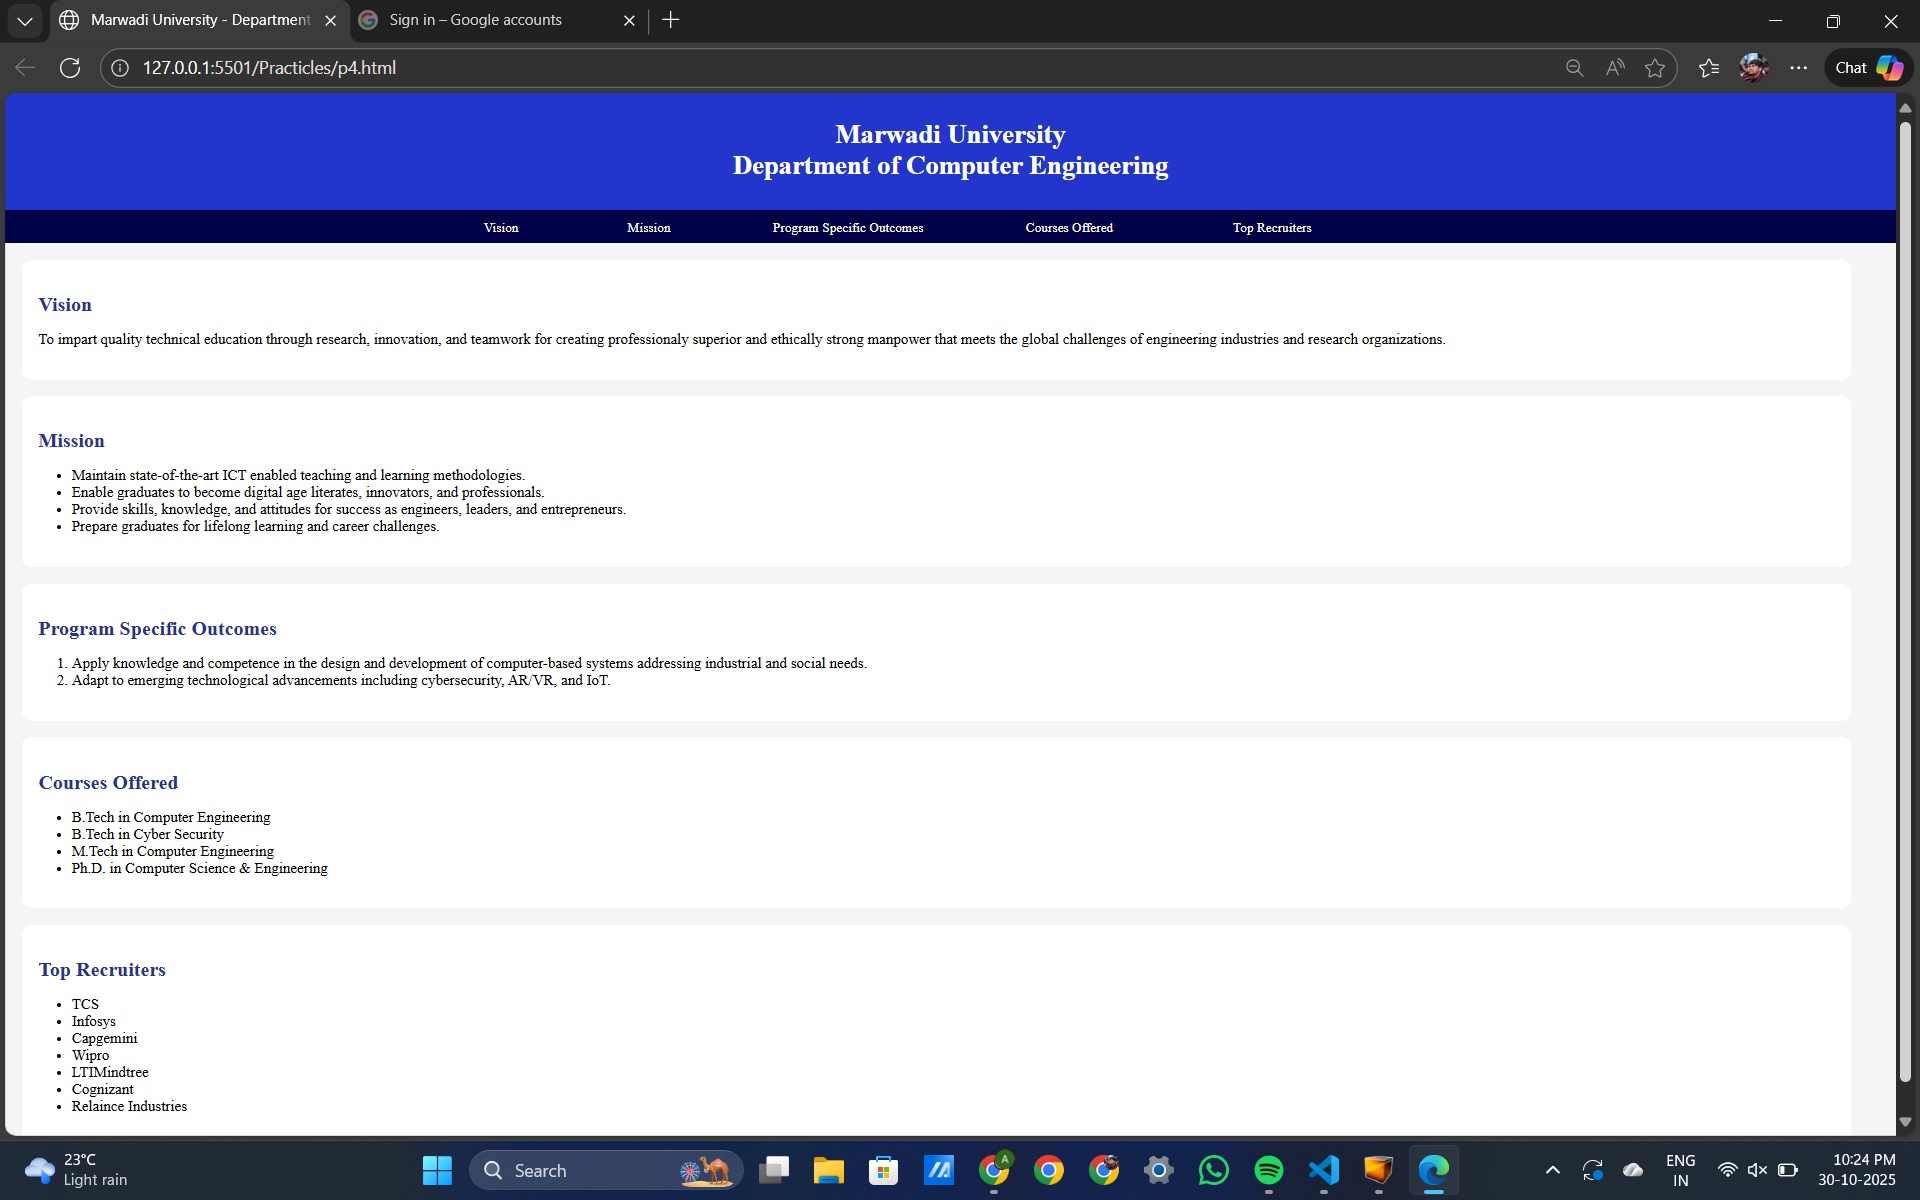 Marwadi University - Department
Sign in – Google accounts
127.0.0.1:5501/Practicles/p4.html
Chat
Marwadi University
Department of Computer Engineering
Vision Mission Program Specific Outcomes Courses Offered Top Recruiters
Vision
To impart quality technical education through research, innovation, and teamwork for creating professionaly superior and ethically strong manpower that meets the global challenges of engineering industries and research organizations.
Mission
• Maintain state-of-the-art ICT enabled teaching and learning methodologies.
• Enable graduates to become digital age literates, innovators, and professionals.
• Provide skills, knowledge, and attitudes for success as engineers, leaders, and entrepreneurs.
• Prepare graduates for lifelong learning and career challenges.
Program Specific Outcomes
1. Apply knowledge and competence in the design and development of computer-based systems addressing industrial and social needs.
2. Adapt to emerging technological advancements including cybersecurity, AR/VR, and IoT.
Courses Offered
• B.Tech in Computer Engineering
• B.Tech in Cyber Security
• M.Tech in Computer Engineering
• Ph.D. in Computer Science & Engineering
Top Recruiters
• TCS
• Infosys
• Capgemini
• Wipro
• LTIMindtree
• Cognizant
• Relaince Industries
23°C
Light rain
Search
A
ENG
IN
10:24 PM
30-10-2025